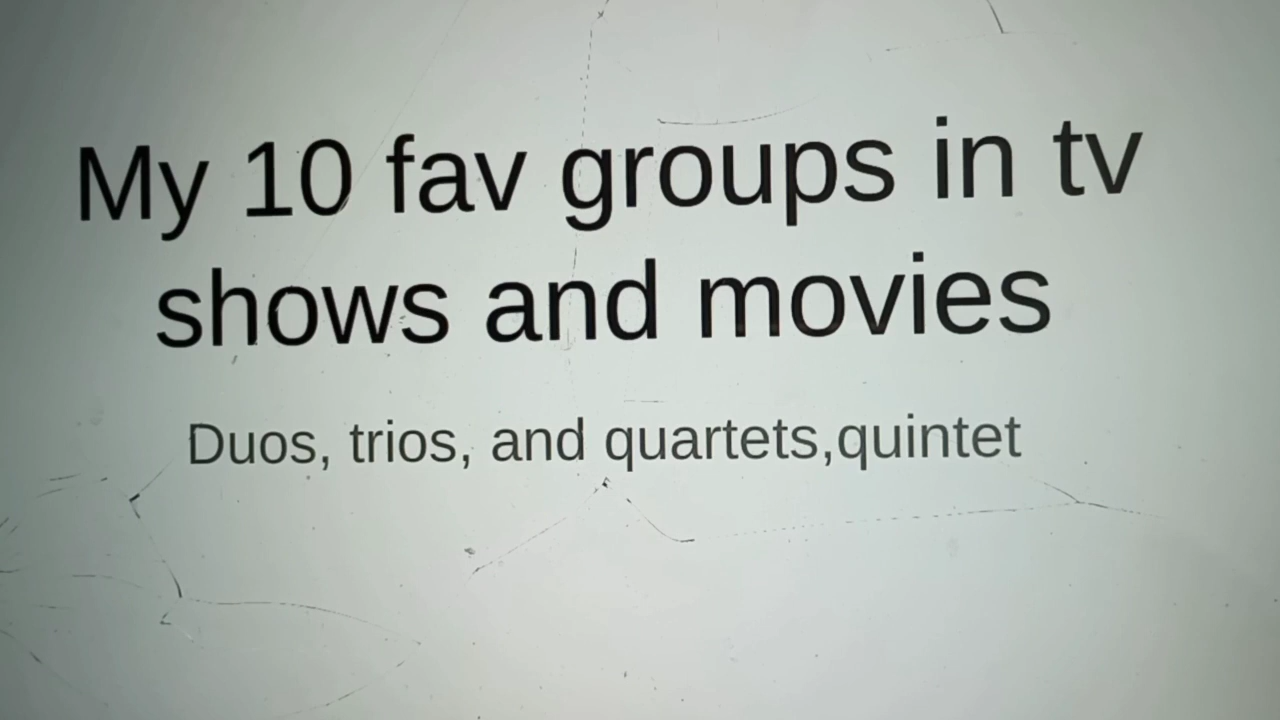 My 10 fav groups in tv
shows and movies
Duos, trios, and quartets,quintet